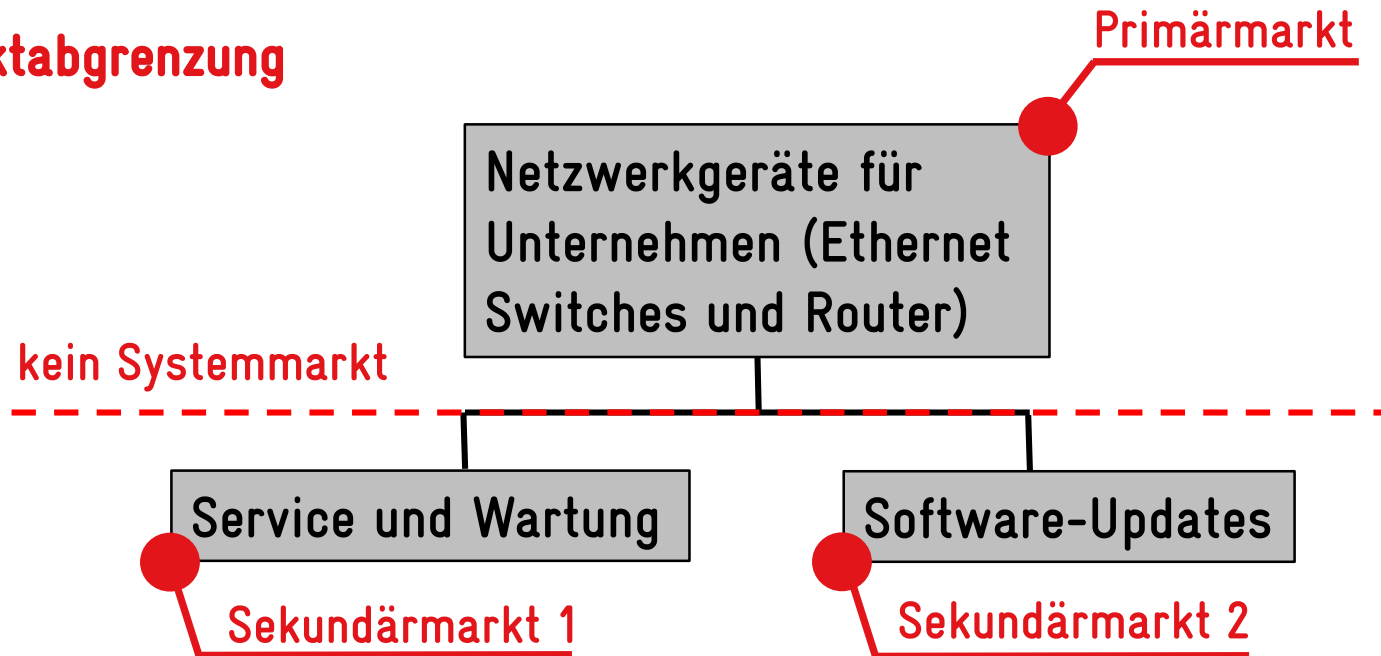 ktabgrenzung
Primärmarkt
Netzwerkgeräte für
Unternehmen (Ethernet
Switches und Router)
kein Systemmarkt
Service und Wartung
Software-Updates
Sekundärmarkt 1
Sekundärmarkt 2